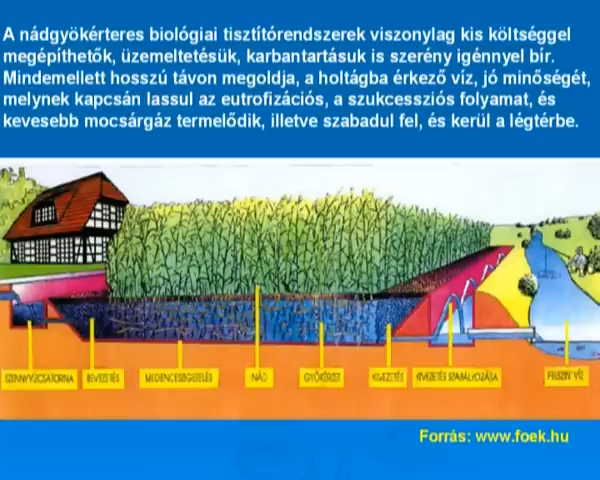 A nádgyökérteres biológiai tisztítórendszerek viszonylag kis költséggel
megépíthetők, üzemeltetésük, karbantartásuk is szerény igénnyel bír.
Mindemellett hosszú távon megoldja, a holtágba érkező víz, jó minőségét,
melynek kapcsán lassul az eutrofizációs, a szukcessziós folyamat, és
kevesebb mocsárgáz termelődik, illetve szabadul fel, és kerül a légtérbe.
SZENNYVÍZCSATORNA BEVEZETÉS MEDENCESZIGETELÉS NÁD GYÖKÉRZET KIVEZETÉS KIVEZETÉS SZABÁLYOZÁSA FELSZÍNI VÍZ
Forrás: www.foek.hu